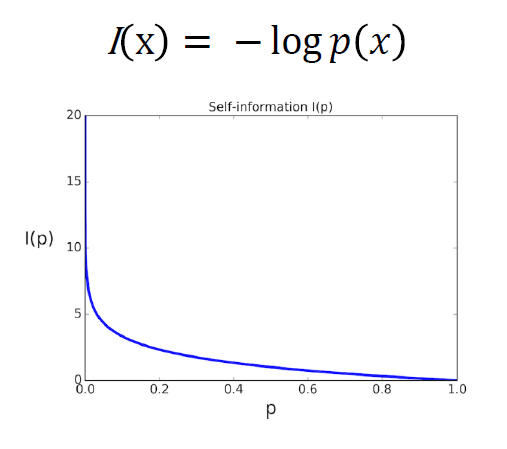 I(x) = − log p(x)
Self-information I(p)
20
15
I(p)
10
5
0
0.0 0.2 0.4 0.6 0.8 1.0
p